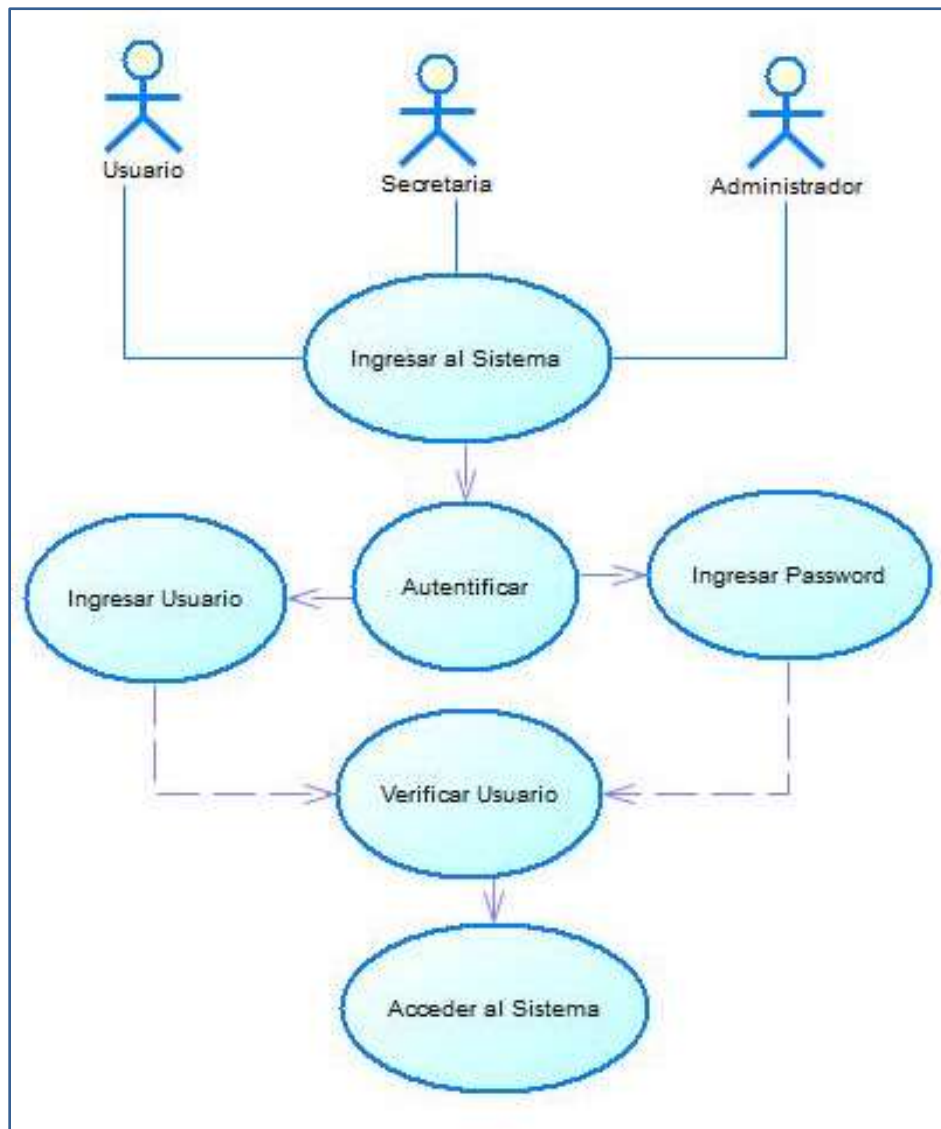 Usuario
Secretaria
Administrador
Ingresar al Sistema
Ingresar Usuario
Autentificar
Ingresar Password
Verificar Usuario
Acceder al Sistema